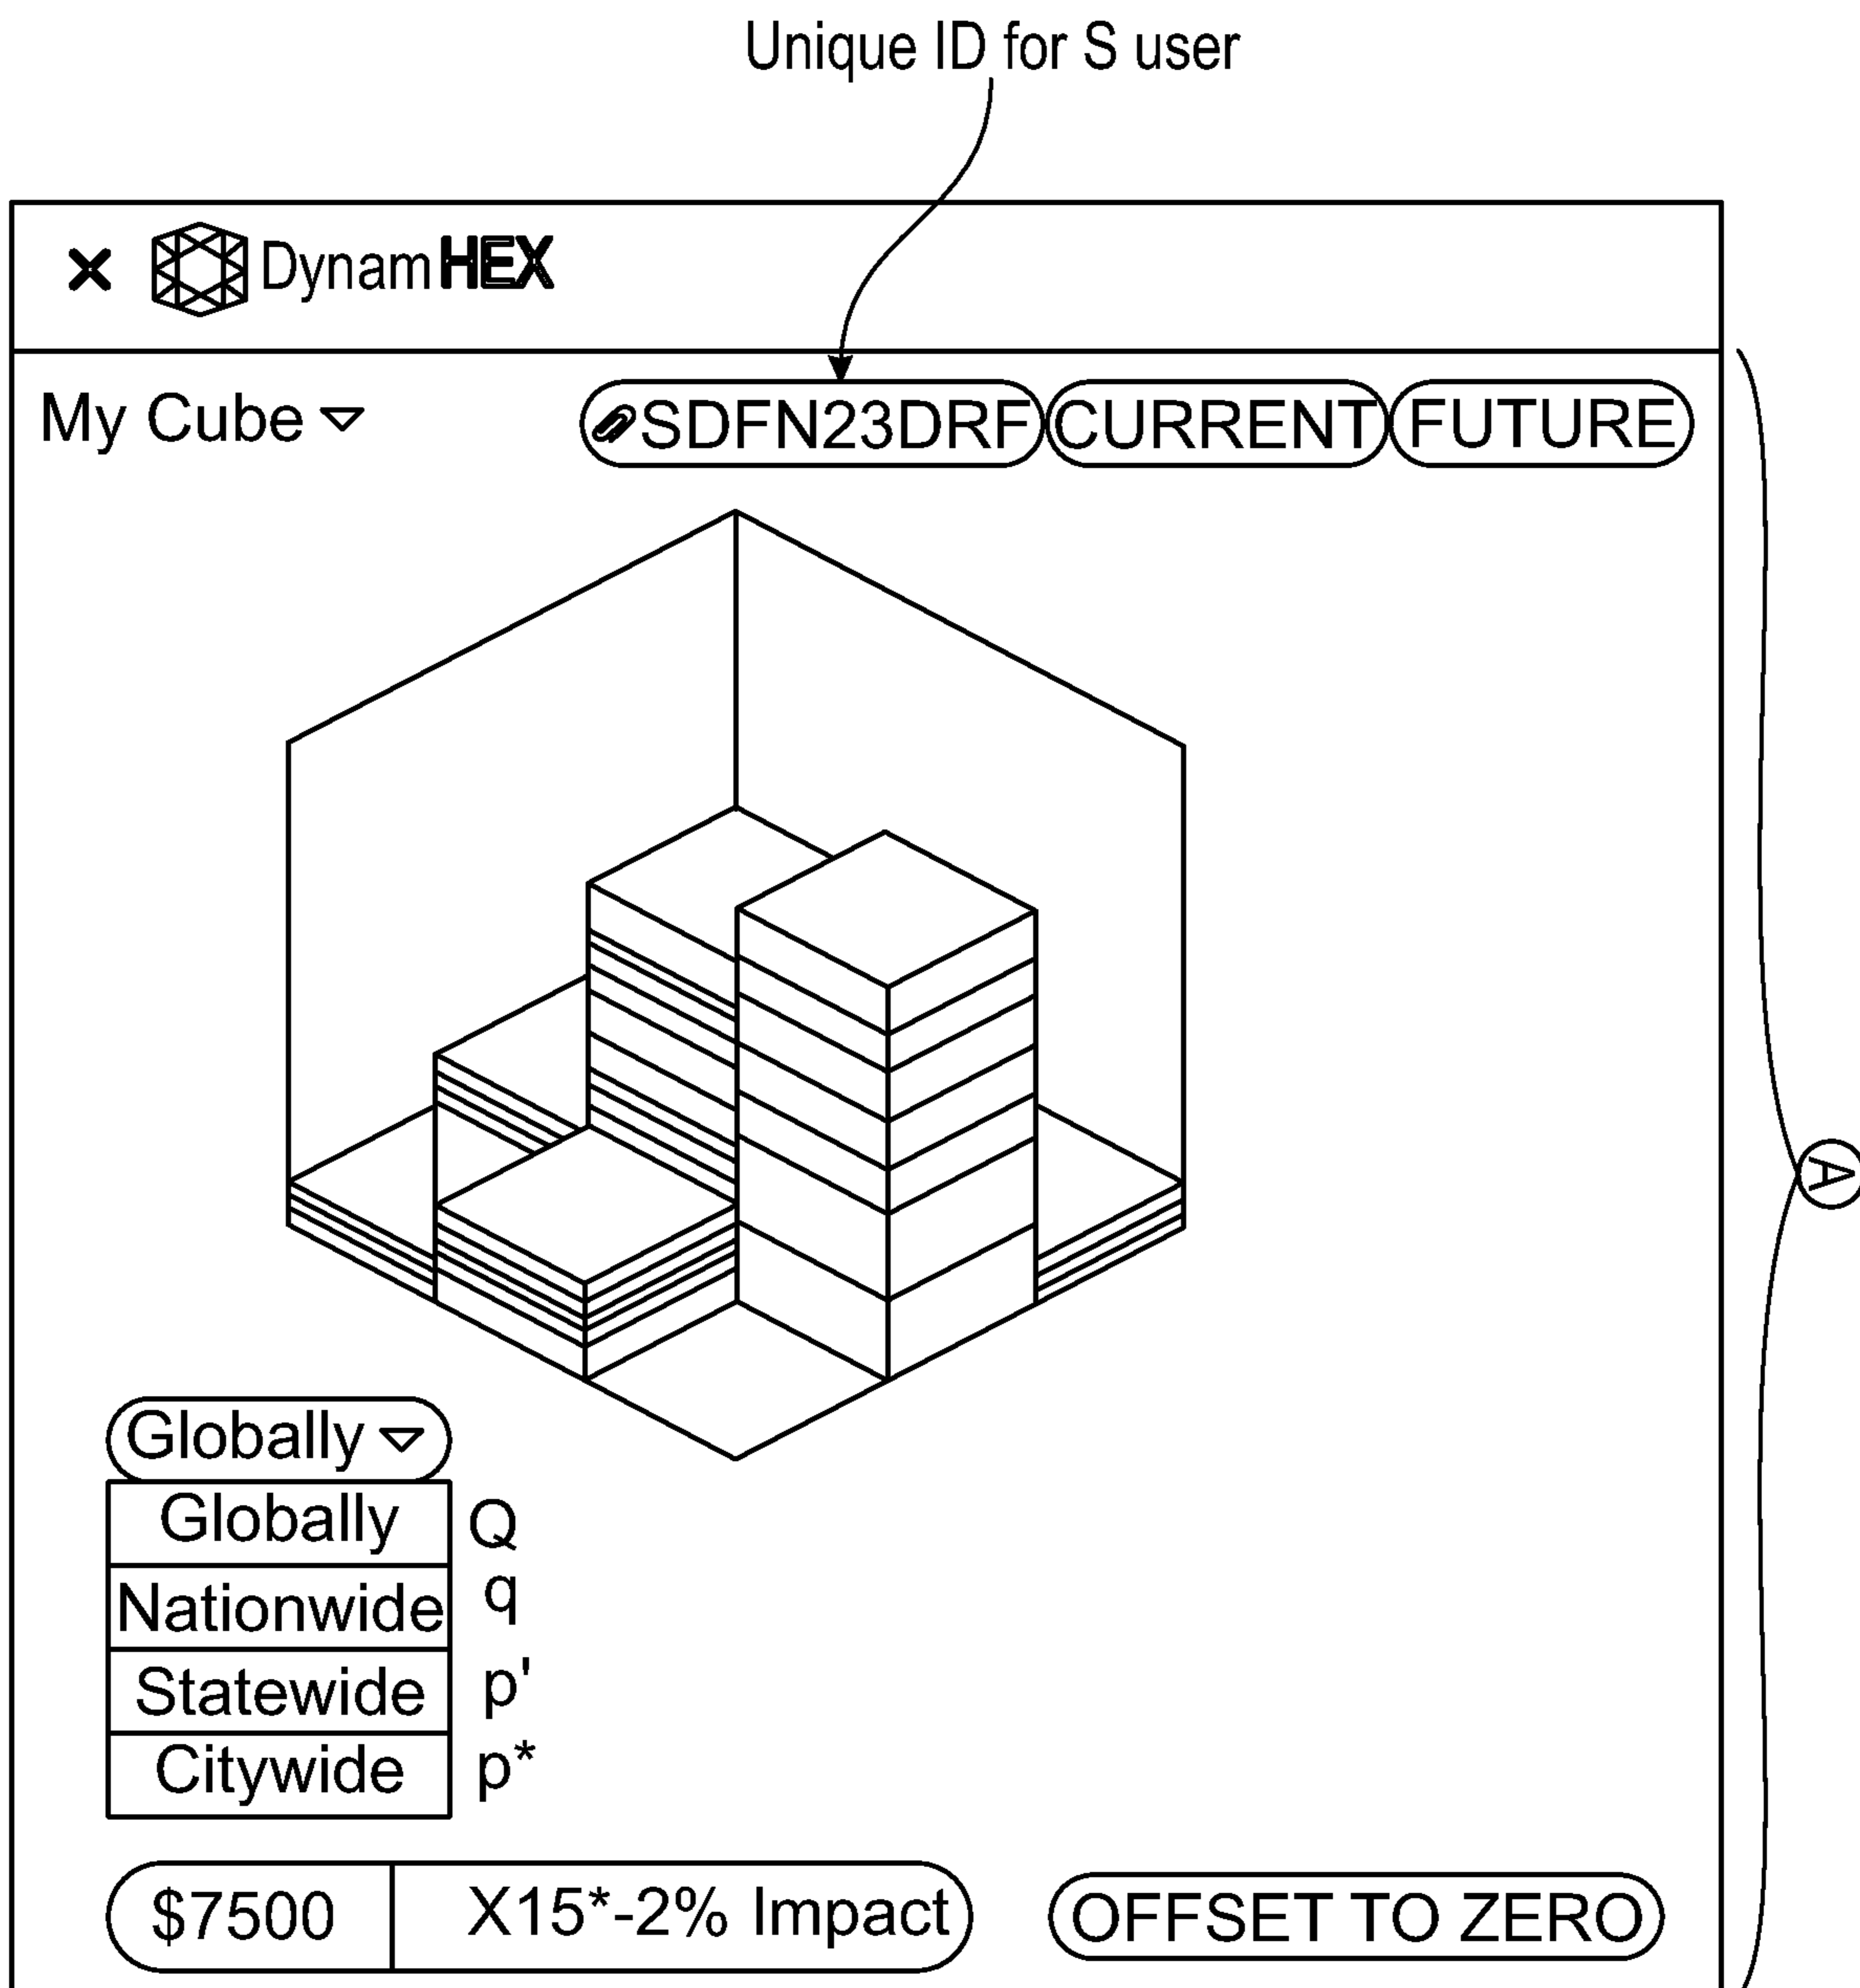 Unique ID for S user
DynamHEX
My Cube
SDFN23DRF CURRENT FUTURE
Globally
Globally Q
Nationwide q
Statewide p'
Citywide p*
A
$7500 X15*-2% Impact OFFSET TO ZERO